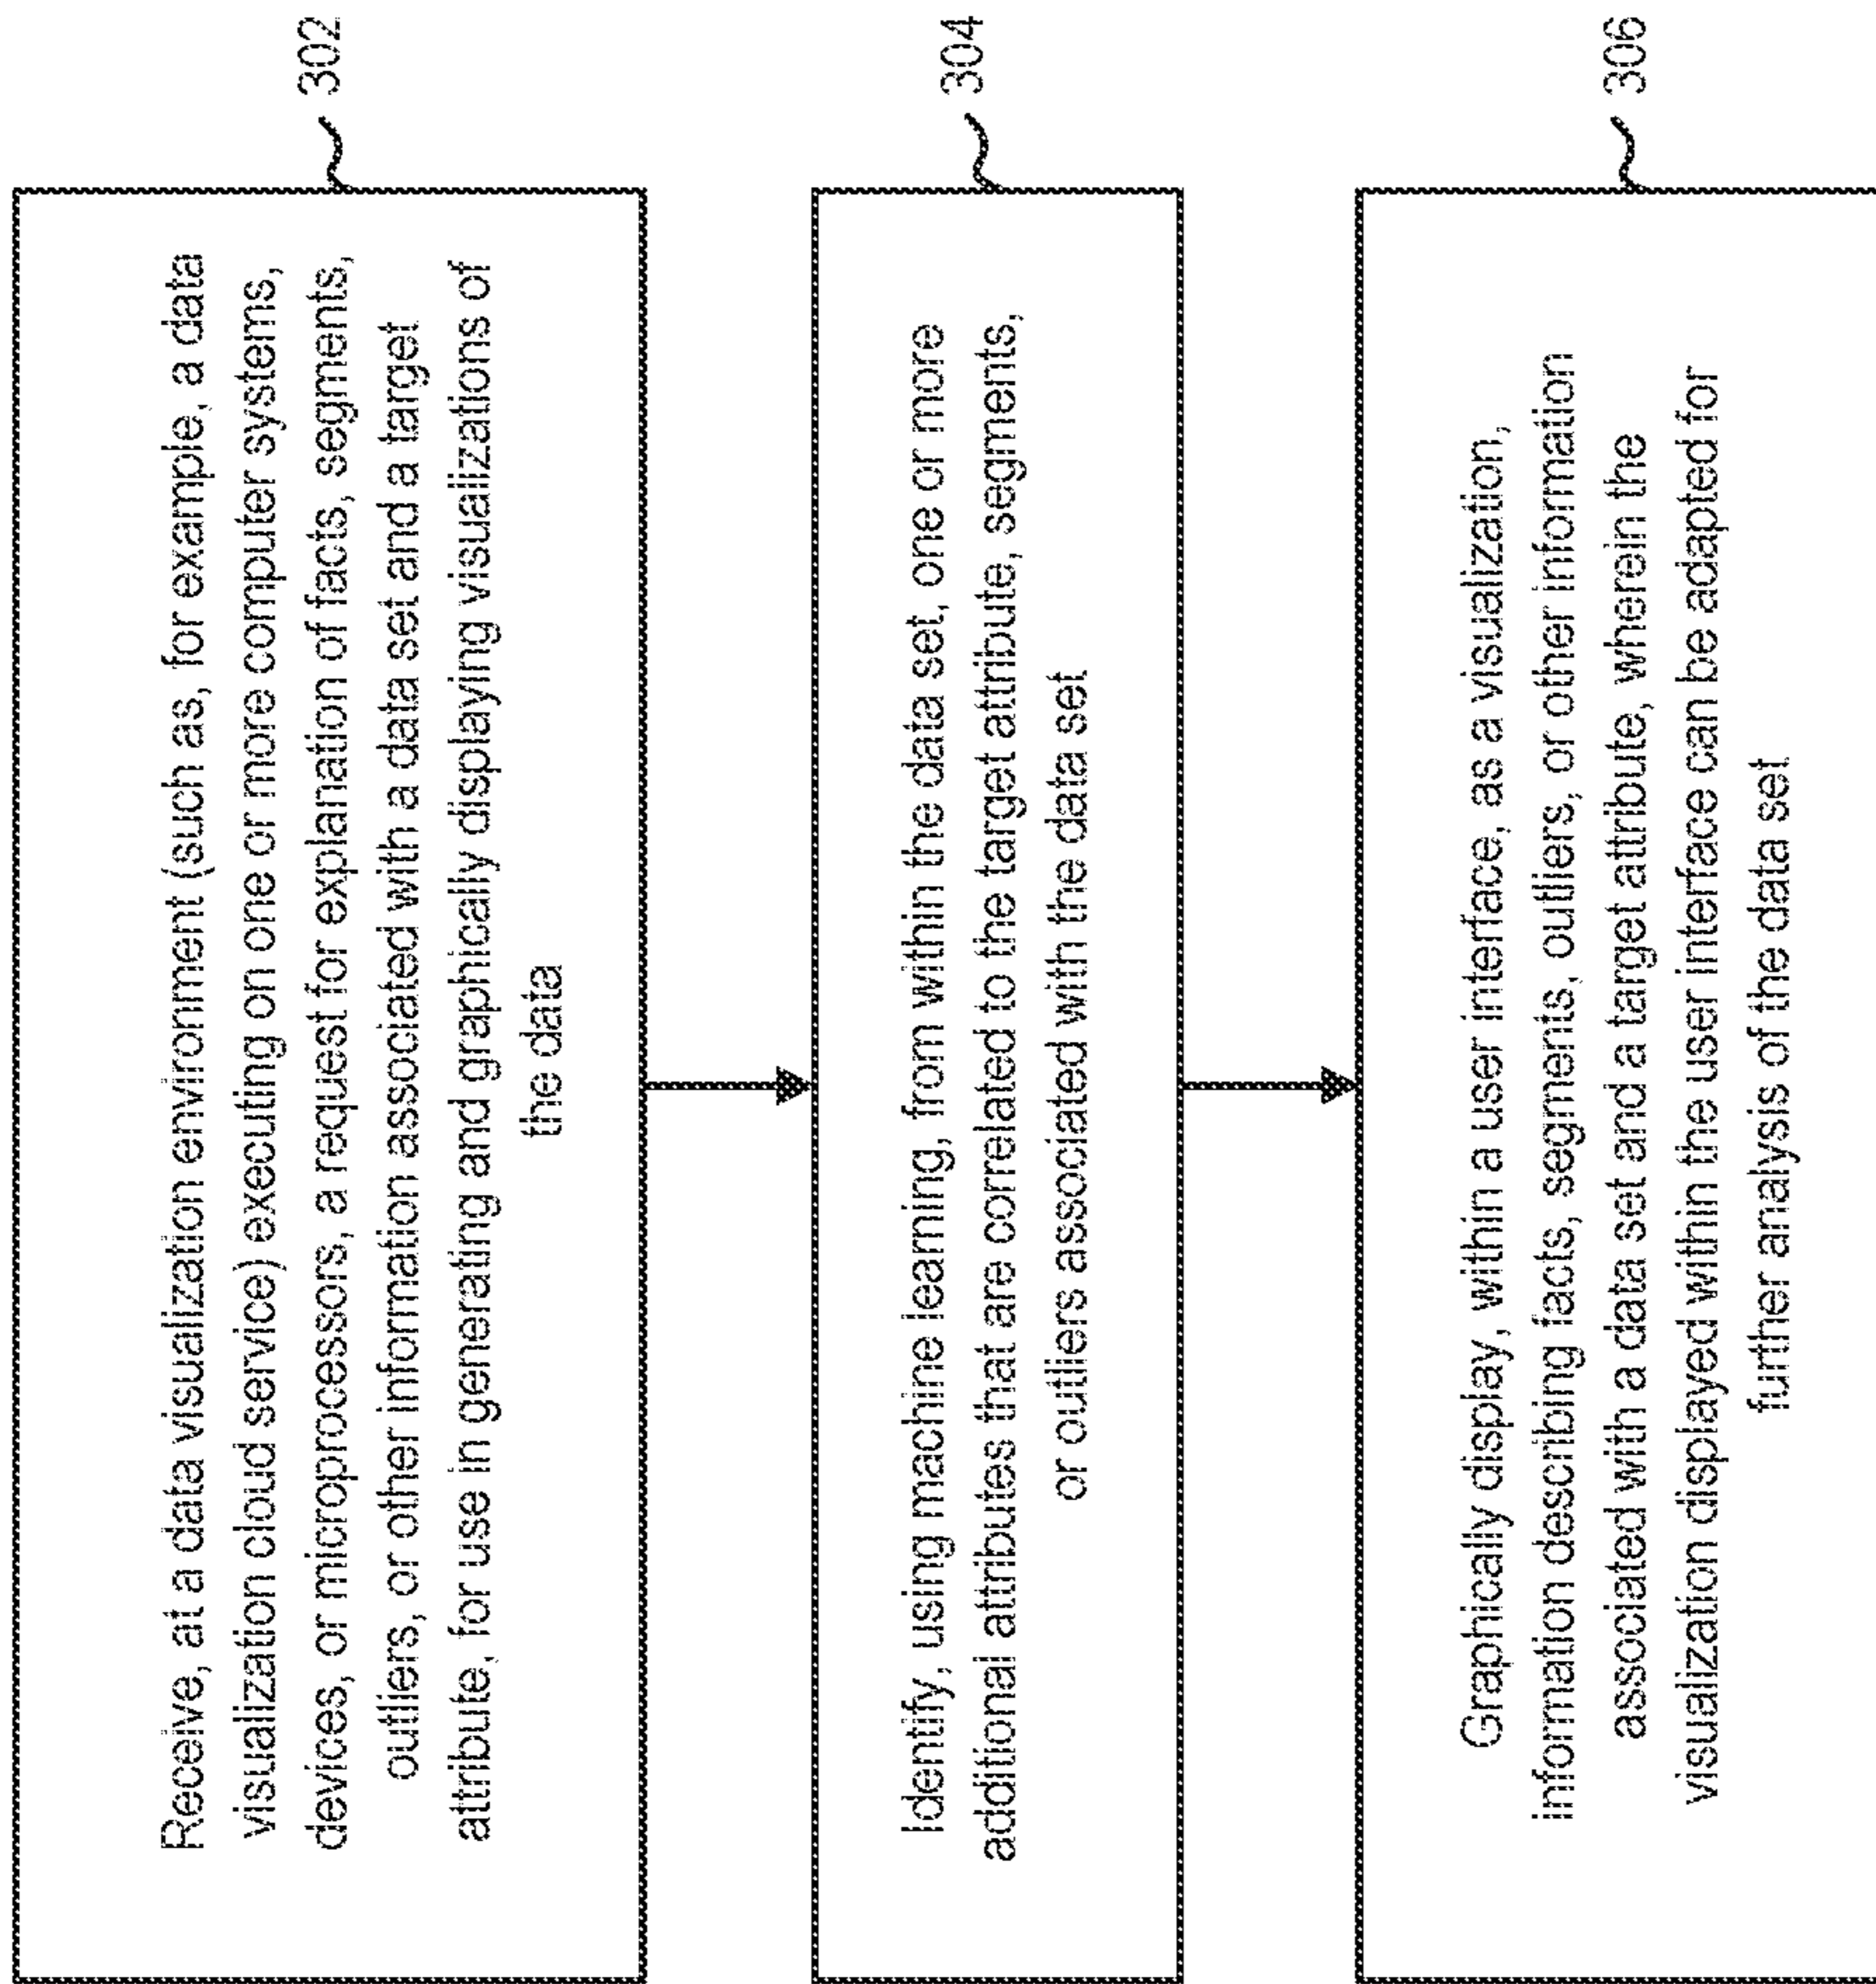 Receive, at a data visualization environment (such as, for example, a data
visualization cloud service) executing on one or more computer systems,
devices, or microprocessors, a request for explanation of facts, segments,
outliers, or other information associated with a data set and a target
attribute, for use in generating and graphically displaying visualizations of
the data
302
Identify, using machine learning, from within the data set, one or more
additional attributes that are correlated to the target attribute, segments,
or outliers associated with the data set
304
Graphically display, within a user interface, as a visualization,
information describing facts, segments, outliers, or other information
associated with a data set and a target attribute, wherein the
visualization displayed within the user interface can be adapted for
further analysis of the data set
306